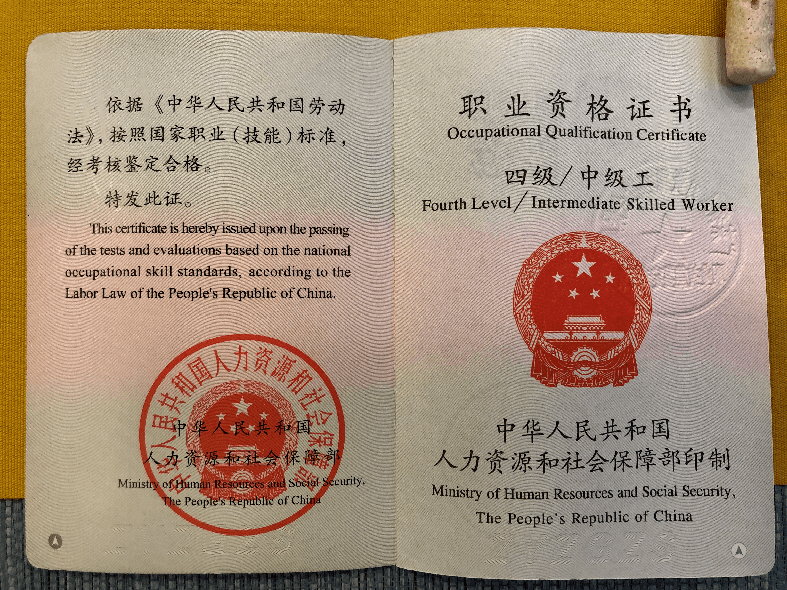 依据《中华人民共和国劳动
法》，按照国家职业（技能）标准，
经考核鉴定合格。
特发此证。
This certificate is hereby issued upon the passing
of the tests and evaluations based on the national
occupational skill standards, according to the
Labor Law of the People's Republic of China.
中华人民共和国人力资源和社会保障部
中华人民共和国
人力资源和社会保障部
Ministry of Human Resources and Social Security,
The People's Republic of China
职业资格证书
Occupational Qualification Certificate
四级/中级工
Fourth Level/Intermediate Skilled Worker
中华人民共和国
人力资源和社会保障部印制
Ministry of Human Resources and Social Security,
The People's Republic of China